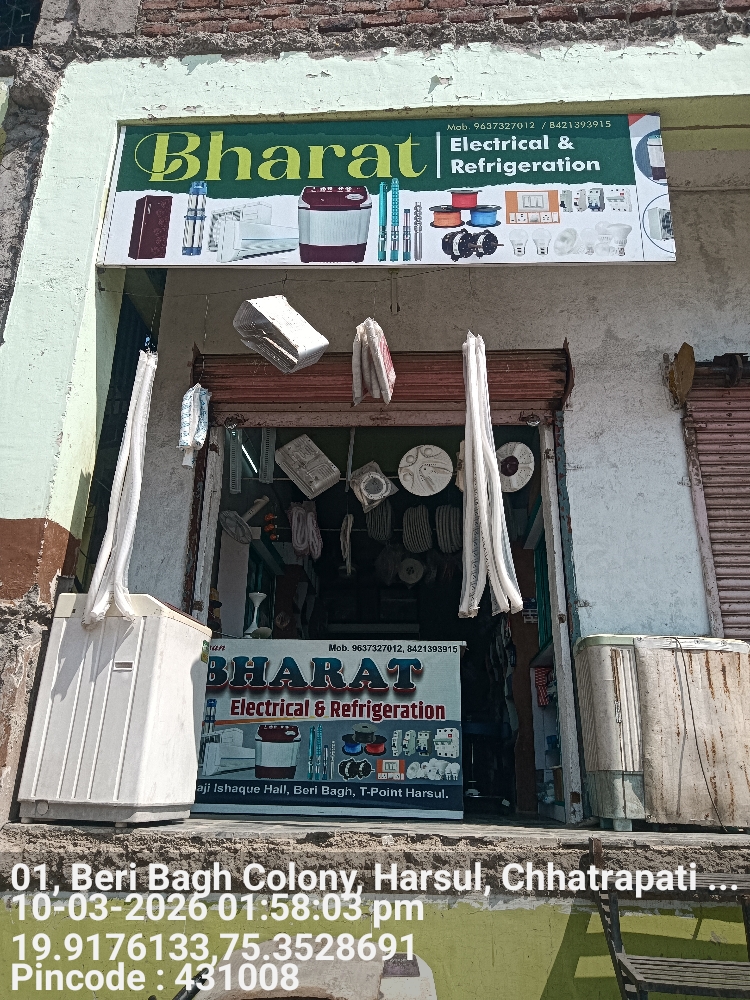 Mob. 9637327012 / 8421393915
Bharat
Electrical &
Refrigeration
Mob. 9637327012, 8421393915
BHARAT
Electrical & Refrigeration
aji Ishaque Hall, Beri Bagh, T-Point Harsul.
01, Beri Bagh Colony, Harsul, Chhatrapati ...
10-03-2026 01:58:03 pm
19.9176133,75.3528691
Pincode : 431008